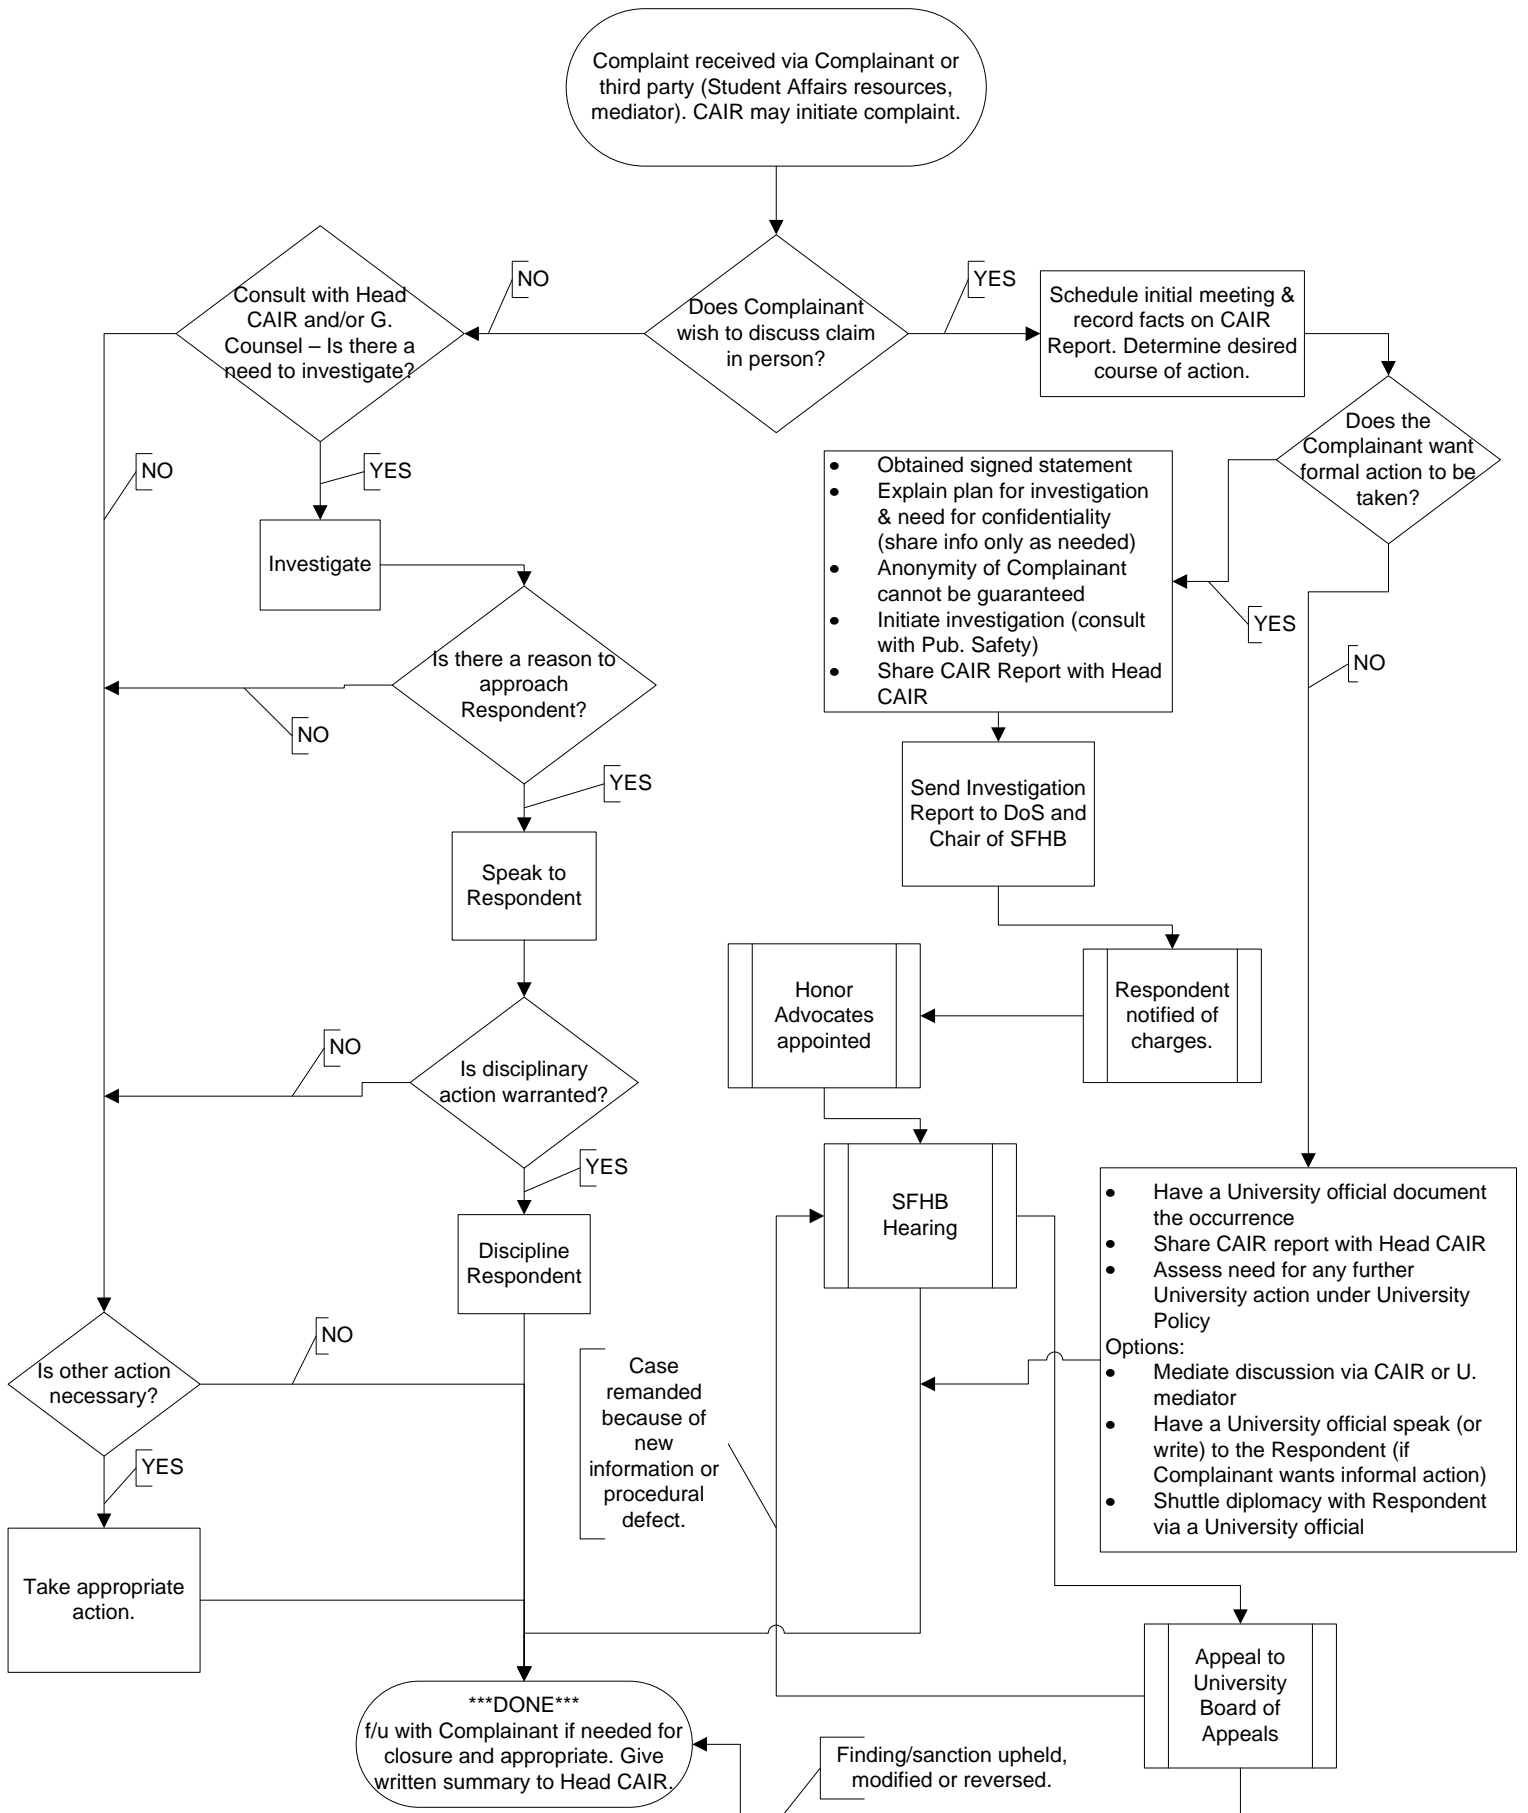 Complaint received via Complainant or
third party (Student Affairs resources,
mediator). CAIR may initiate complaint.
Consult with Head
CAIR and/or G.
Counsel – Is there a
need to investigate?
NO
Does Complainant
wish to discuss claim
in person?
YES
Schedule initial meeting &
record facts on CAIR
Report. Determine desired
course of action.
Does the
Complainant want
formal action to be
taken?
NO
YES
Investigate
• Obtained signed statement
• Explain plan for investigation
& need for confidentiality
(share info only as needed)
• Anonymity of Complainant
cannot be guaranteed
• Initiate investigation (consult
with Pub. Safety)
• Share CAIR Report with Head
CAIR
YES
NO
Is there a reason to
approach
Respondent?
NO
YES
Send Investigation
Report to DoS and
Chair of SFHB
Speak to
Respondent
Honor
Advocates
appointed
Respondent
notified of
charges.
NO
Is disciplinary
action warranted?
YES
SFHB
Hearing
• Have a University official document
the occurrence
• Share CAIR report with Head CAIR
• Assess need for any further
University action under University
Policy
Options:
• Mediate discussion via CAIR or U.
mediator
• Have a University official speak (or
write) to the Respondent (if
Complainant wants informal action)
• Shuttle diplomacy with Respondent
via a University official
Discipline
Respondent
Is other action
necessary?
NO
Case
remanded
because of
new
information or
procedural
defect.
YES
Take appropriate
action.
Appeal to
University
Board of
Appeals
***DONE***
f/u with Complainant if needed for
closure and appropriate. Give
written summary to Head CAIR.
Finding/sanction upheld,
modified or reversed.